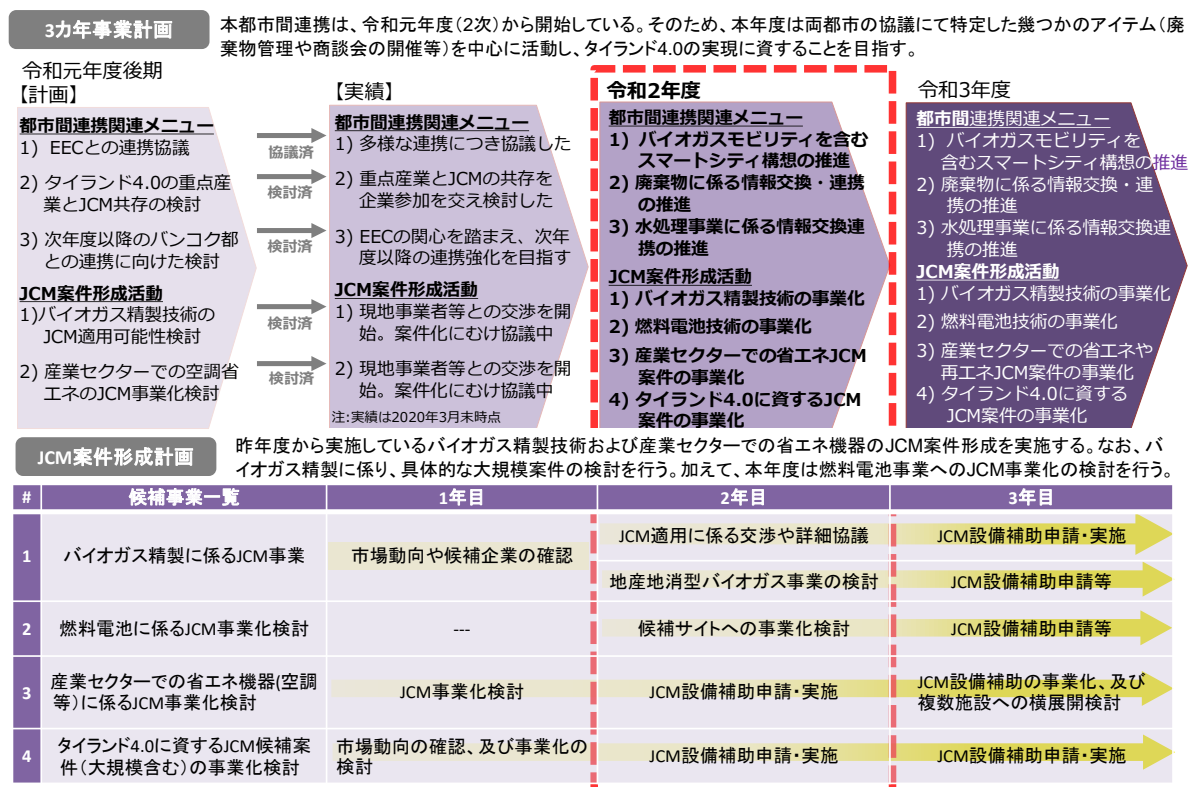 3カ年事業計画
本都市間連携は、令和元年度（2次）から開始している。そのため、本年度は両都市の協議にて特定した幾つかのアイテム（廃
棄物管理や商談会の開催等）を中心に活動し、タイランド4.0の実現に資することを目指す。
令和元年度後期
【計画】
都市間連携関連メニュー
1) EECとの連携協議
2) タイランド4.0の重点産
業とJCM共存の検討
3) 次年度以降のバンコク都
との連携に向けた検討
JCM案件形成活動
1)バイオガス精製技術の
JCM適用可能性検討
2) 産業セクターでの空調省
エネのJCM事業化検討
協議済
検討済
検討済
検討済
検討済
【実績】
都市間連携関連メニュー
1) 多様な連携につき協議した
2) 重点産業とJCMの共存を
企業参加を交え検討した
3) EECの関心を踏まえ、次年
度以降の連携強化を目指す
JCM案件形成活動
1) 現地事業者等との交渉を開
始。案件化にむけ協議中
2) 現地事業者等との交渉を開
始。案件化にむけ協議中
注:実績は2020年3月末時点
令和2年度
都市間連携関連メニュー
1) バイオガスモビリティを含む
スマートシティ構想の推進
2) 廃棄物に係る情報交換・連携
の推進
3) 水処理事業に係る情報交換連
携の推進
JCM案件形成活動
1) バイオガス精製技術の事業化
2) 燃料電池技術の事業化
3) 産業セクターでの省エネJCM
案件の事業化
4) タイランド4.0に資するJCM
案件の事業化
令和3年度
都市間連携関連メニュー
1) バイオガスモビリティを
含むスマートシティ構想の推進
2) 廃棄物に係る情報交換・連
携の推進
3) 水処理事業に係る情報交換連
携の推進
JCM案件形成活動
1) バイオガス精製技術の事業化
2) 燃料電池技術の事業化
3) 産業セクターでの省エネや
再エネJCM案件の事業化
4) タイランド4.0に資する
JCM案件の事業化
JCM案件形成計画
昨年度から実施しているバイオガス精製技術および産業セクターでの省エネ機器のJCM案件形成を実施する。なお、バ
イオガス精製に係り、具体的な大規模案件の検討を行う。加えて、本年度は燃料電池事業へのJCM事業化の検討を行う。
# 候補事業一覧 1年目 2年目 3年目
1 バイオガス精製に係るJCM事業 市場動向や候補企業の確認
JCM適用に係る交渉や詳細協議 JCM設備補助申請・実施
地産地消型バイオガス事業の検討 JCM設備補助申請等
2 燃料電池に係るJCM事業化検討 --- 候補サイトへの事業化検討 JCM設備補助申請等
3 産業セクターでの省エネ機器(空調
等)に係るJCM事業化検討
JCM事業化検討 JCM設備補助申請・実施
JCM設備補助の事業化、及び
複数施設への横展開検討
4 タイランド4.0に資するJCM候補案
件（大規模含む）の事業化検討
市場動向の確認、及び事業化の
検討
JCM設備補助申請・実施 JCM設備補助申請・実施